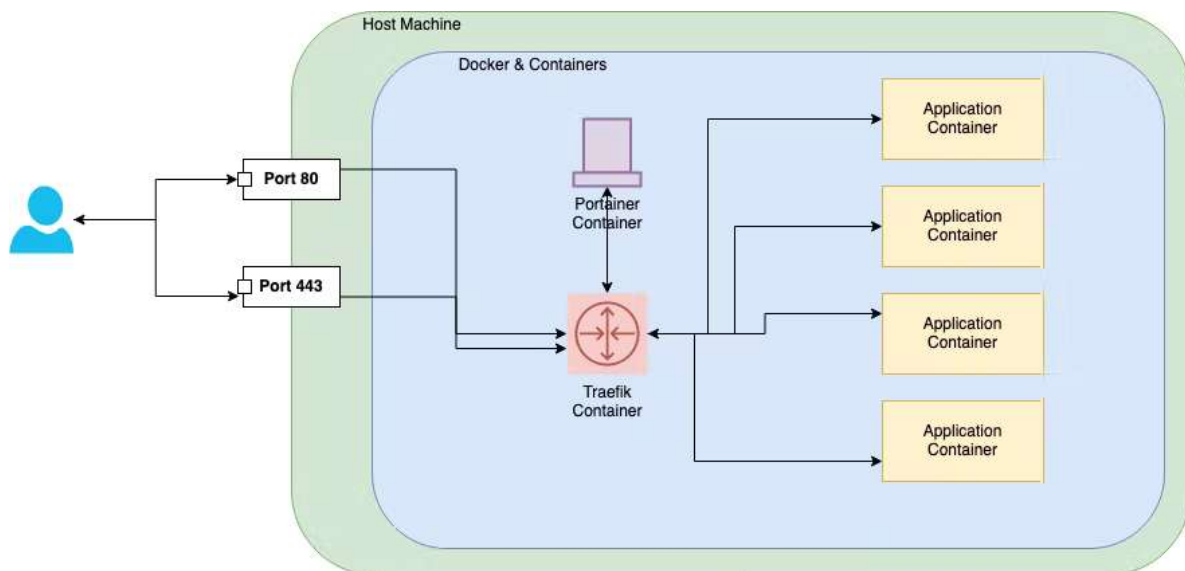 Host Machine
Docker & Containers
Application
Container
Port 80
Portainer
Container
Application
Container
Port 443
Application
Container
Traefik
Container
Application
Container